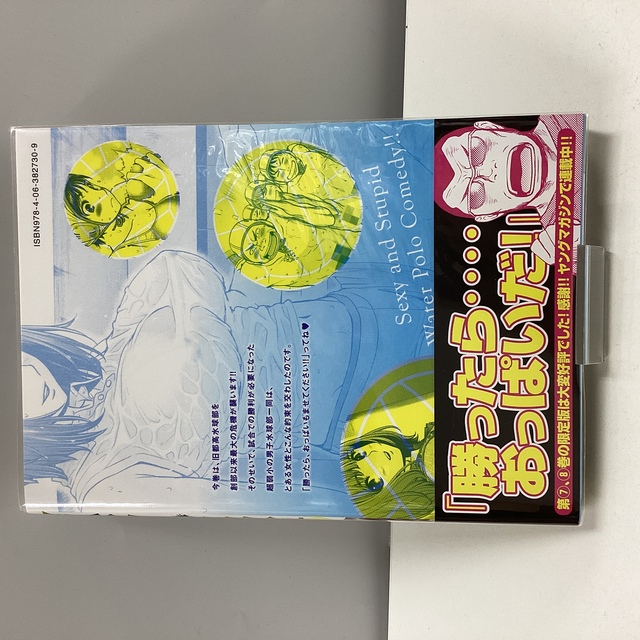 ISBN978-4-06-382730-9
Sexy and Stupid
Water Polo Comedy!!
今巻は、旧都高水球部を
創部以来最大の危機が襲います!!
そのせいで、試合での勝利が必要になった
超弱小の男子水球部一同は、
とある女性とこんな約束を交わしたのです。
「勝ったら、おっぱいもませてください!!」ってね♥
「勝ったら・・・・
おっぱいだ!」
第⑦、⑧巻の限定版は大変好評でした!感謝!! ヤングマガジンで連載中!!